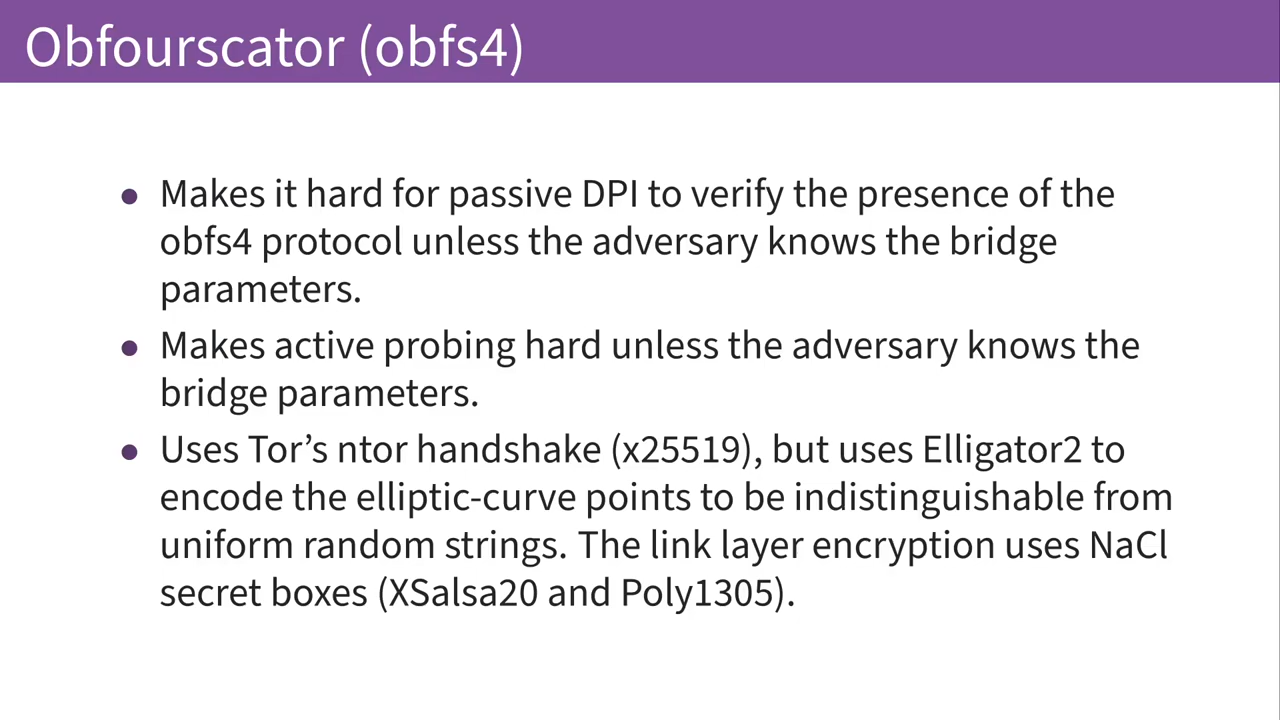 Obfourscator (obfs4)
● Makes it hard for passive DPI to verify the presence of the
obfs4 protocol unless the adversary knows the bridge
parameters.
● Makes active probing hard unless the adversary knows the
bridge parameters.
● Uses Tor’s ntor handshake (x25519), but uses Elligator2 to
encode the elliptic-curve points to be indistinguishable from
uniform random strings. The link layer encryption uses NaCl
secret boxes (XSalsa20 and Poly1305).